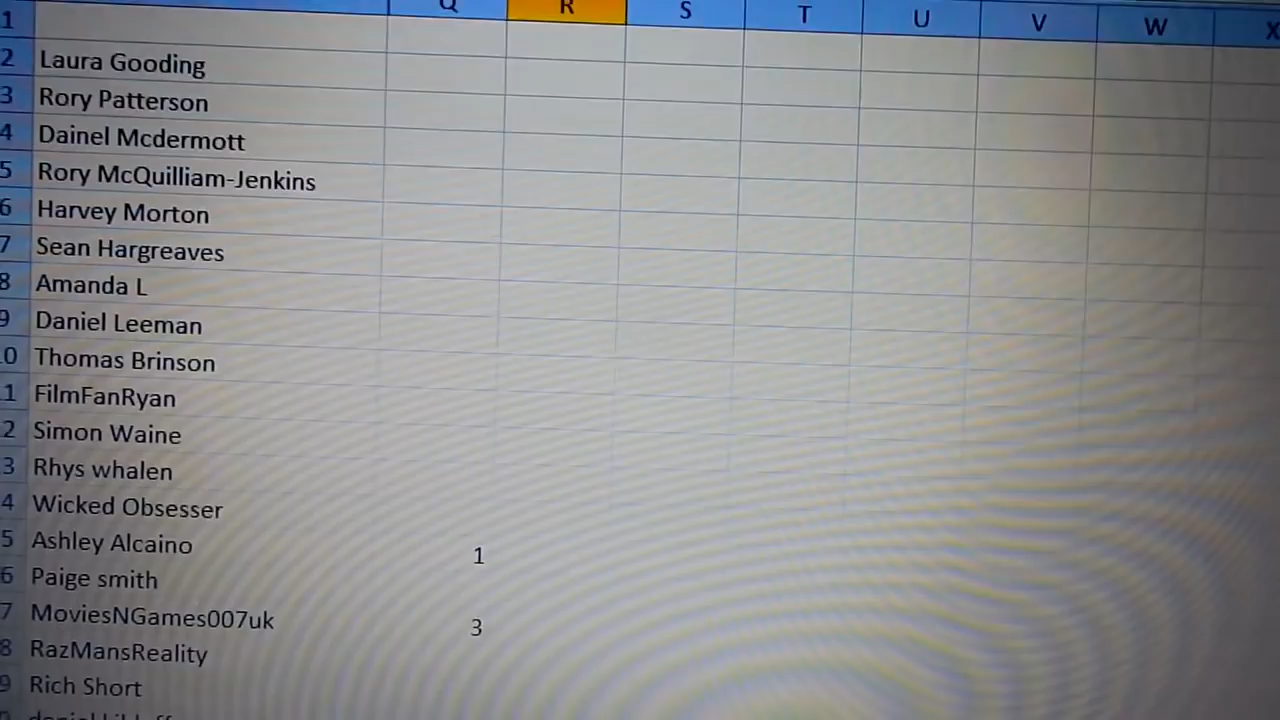 Q R S T U V W X
1
2 Laura Gooding
3 Rory Patterson
4 Dainel Mcdermott
5 Rory McQuilliam-Jenkins
6 Harvey Morton
7 Sean Hargreaves
8 Amanda L
9 Daniel Leeman
0 Thomas Brinson
1 FilmFanRyan
2 Simon Waine
3 Rhys whalen
4 Wicked Obsesser
5 Ashley Alcaino 1
6 Paige smith
7 MoviesNGames007uk 3
8 RazMansReality
9 Rich Short